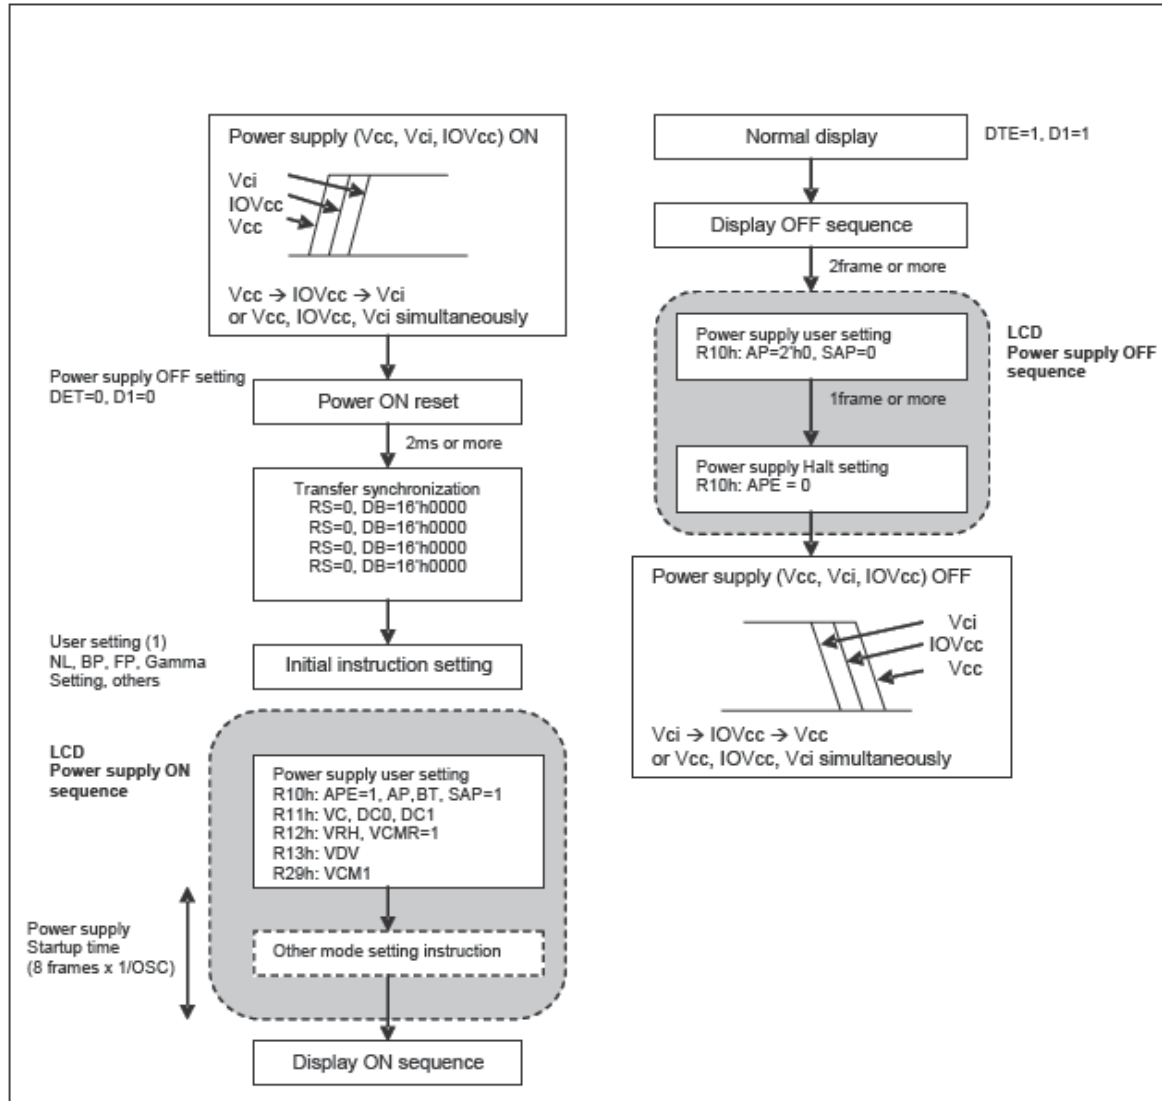 Power supply (Vcc, Vci, IOVcc) ON
Vci
IOVcc
Vcc
Vcc → IOVcc → Vci
or Vcc, IOVcc, Vci simultaneously
Power supply OFF setting
DET=0, D1=0
Power ON reset
2ms or more
Transfer synchronization
RS=0, DB=16'h0000
RS=0, DB=16'h0000
RS=0, DB=16'h0000
RS=0, DB=16'h0000
User setting (1)
NL, BP, FP, Gamma
Setting, others
Initial instruction setting
LCD
Power supply ON
sequence
Power supply user setting
R10h: APE=1, AP, BT, SAP=1
R11h: VC, DC0, DC1
R12h: VRH, VCMR=1
R13h: VDV
R29h: VCM1
Power supply
Startup time
(8 frames x 1/OSC)
Other mode setting instruction
Display ON sequence
Normal display
DTE=1, D1=1
Display OFF sequence
2frame or more
Power supply user setting
R10h: AP=2'h0, SAP=0
LCD
Power supply OFF
sequence
1frame or more
Power supply Halt setting
R10h: APE = 0
Power supply (Vcc, Vci, IOVcc) OFF
Vci
IOVcc
Vcc
Vci → IOVcc → Vcc
or Vcc, IOVcc, Vci simultaneously